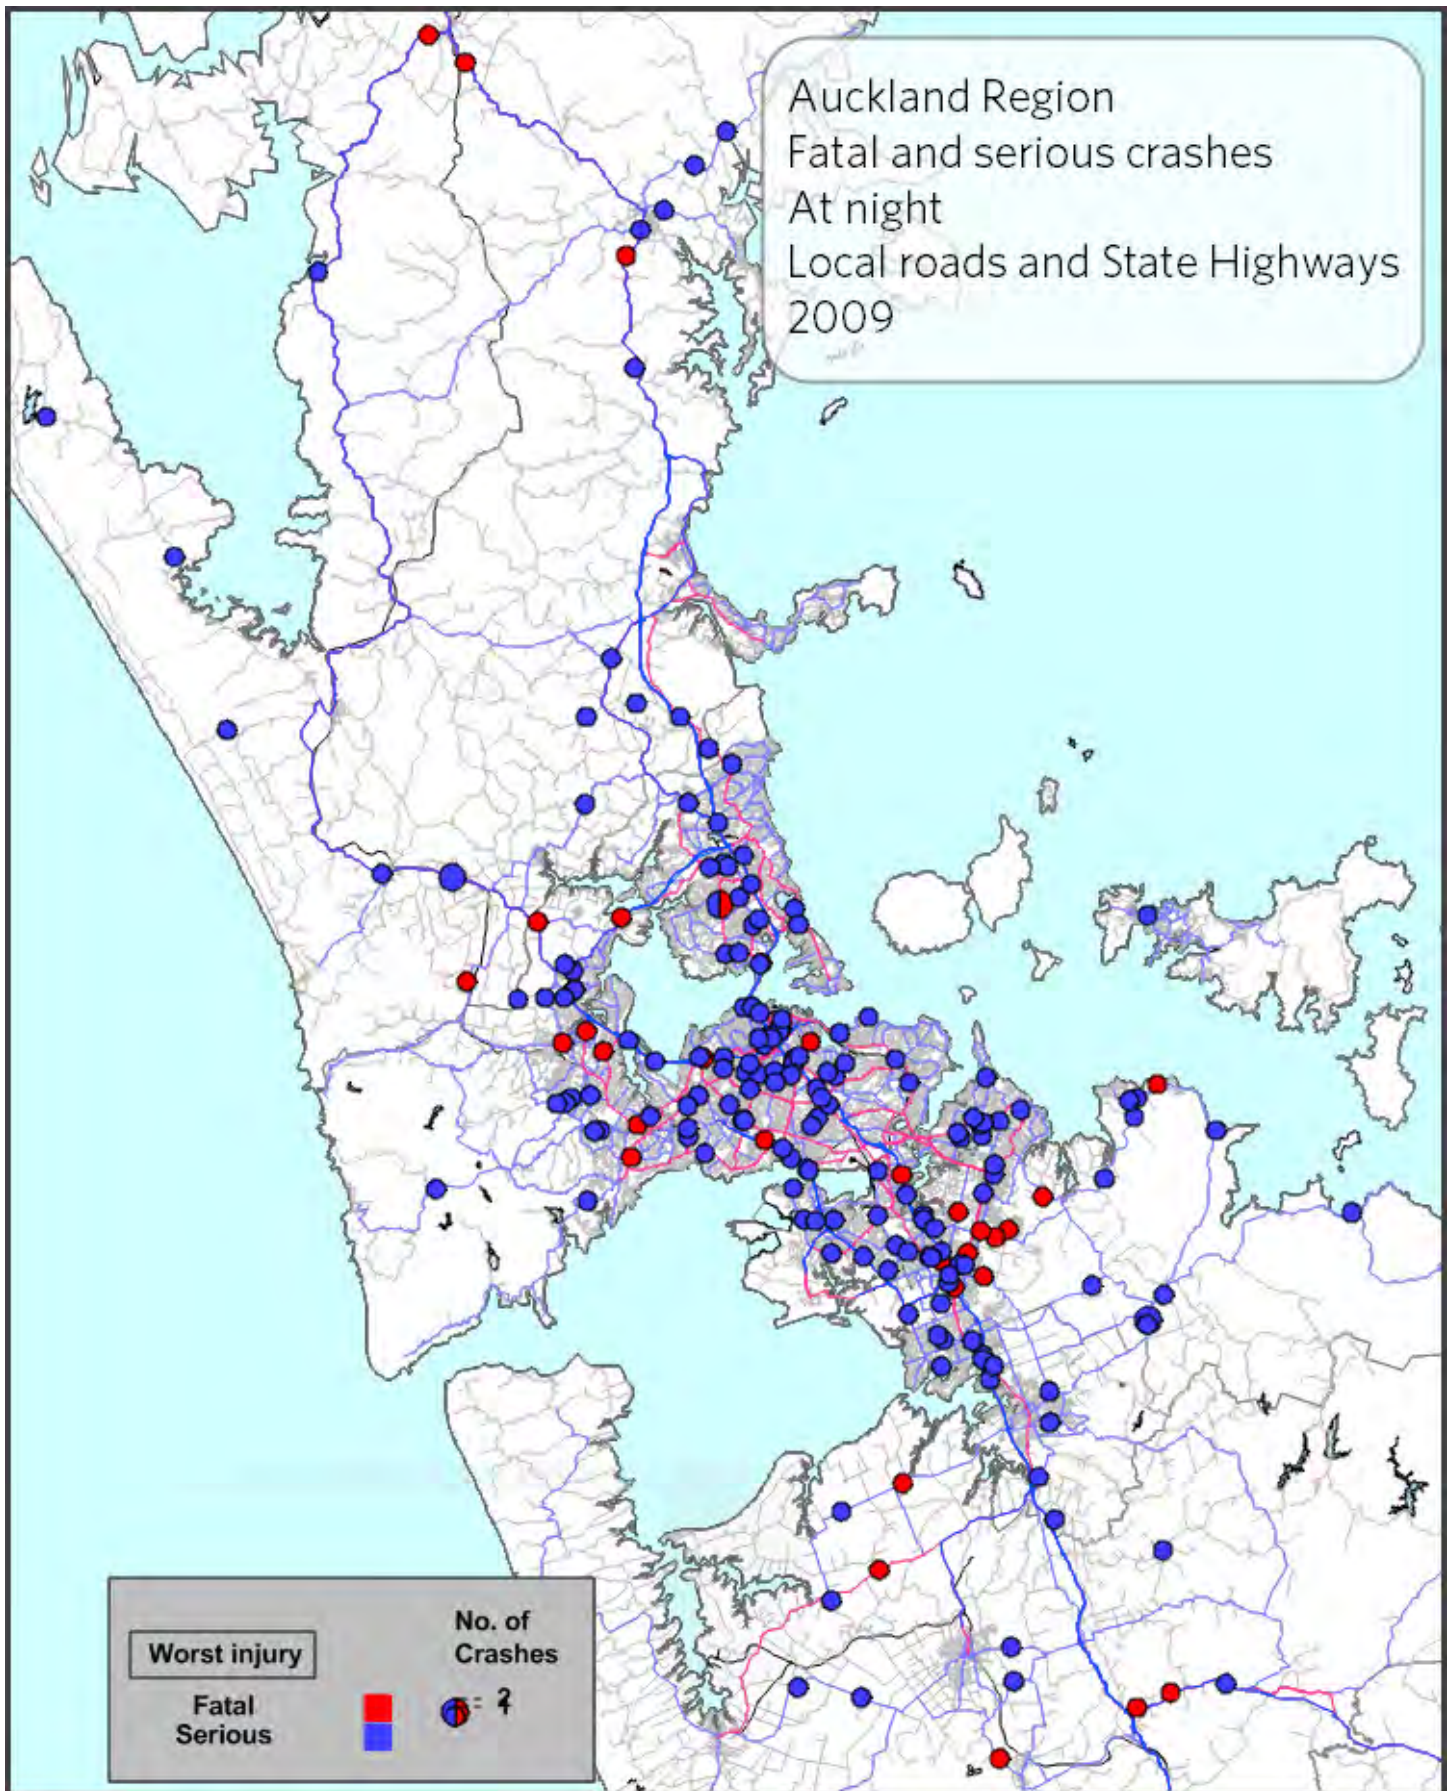 Auckland Region
Fatal and serious crashes
At night
Local roads and State Highways
2009
No. of
Crashes
Worst injury
Fatal
Serious